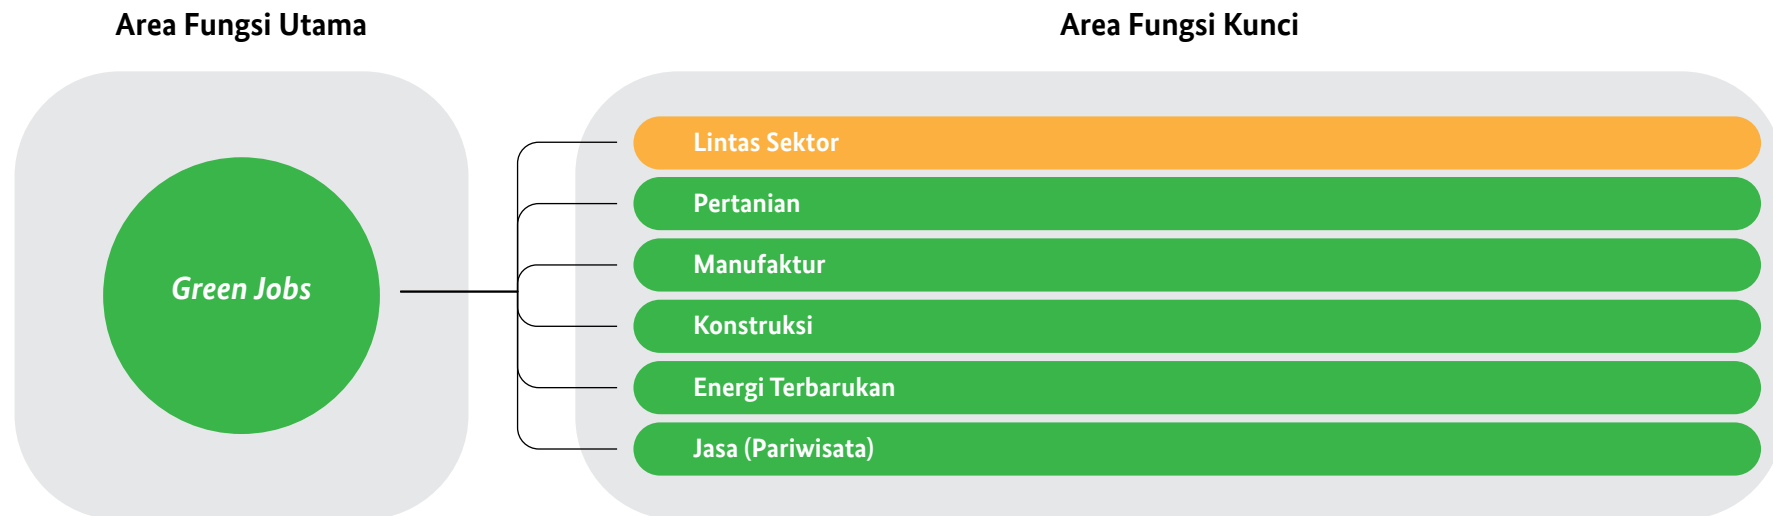 Area Fungsi Utama
Area Fungsi Kunci
Green Jobs
Lintas Sektor
Pertanian
Manufaktur
Konstruksi
Energi Terbarukan
Jasa (Pariwisata)